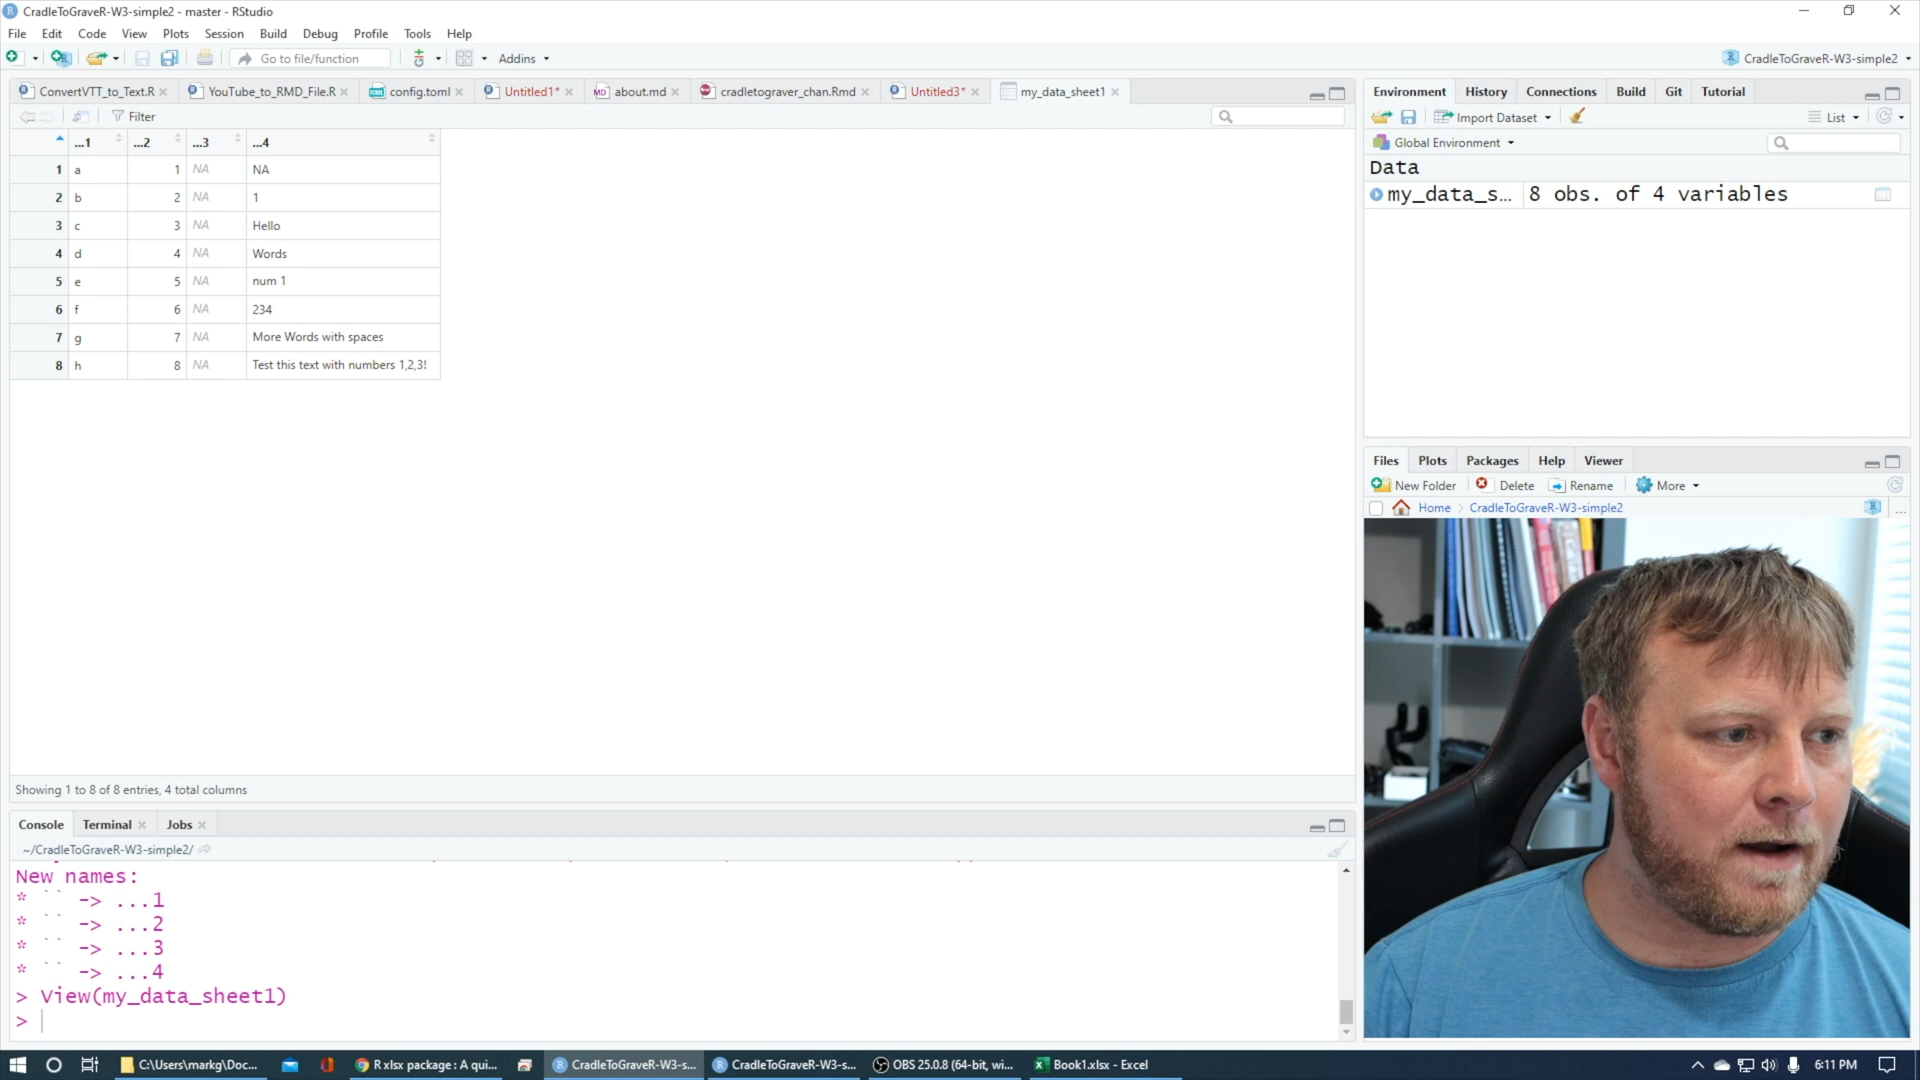 CradleToGraveR-W3-simple2 - master - RStudio
File Edit Code View Plots Session Build Debug Profile Tools Help
Go to file/function Addins CradleToGraveR-W3-simple2
ConvertVTT_to_Text.R YouTube_to_RMD_File.R config.toml Untitled1* about.md cradletograver_chan.Rmd Untitled3* my_data_sheet1
Filter
...1 ...2 ...3 ...4
1 a 1 NA NA
2 b 2 NA 1
3 c 3 NA Hello
4 d 4 NA Words
5 e 5 NA num 1
6 f 6 NA 234
7 g 7 NA More Words with spaces
8 h 8 NA Test this text with numbers 1,2,3!
Showing 1 to 8 of 8 entries, 4 total columns
Console Terminal Jobs
~/CradleToGraveR-W3-simple2/
New names:
* `` -> ...1
* `` -> ...2
* `` -> ...3
* `` -> ...4
> View(my_data_sheet1)
>
Environment History Connections Build Git Tutorial
Import Dataset List
Global Environment
Data
my_data_s... 8 obs. of 4 variables
Files Plots Packages Help Viewer
New Folder Delete Rename More
Home CradleToGraveR-W3-simple2 ...
C:\Users\markg\Doc... R xlsx package : A qui... CradleToGraveR-W3-s... CradleToGraveR-W3-s... OBS 25.0.8 (64-bit, wi... Book1.xlsx - Excel 6:11 PM